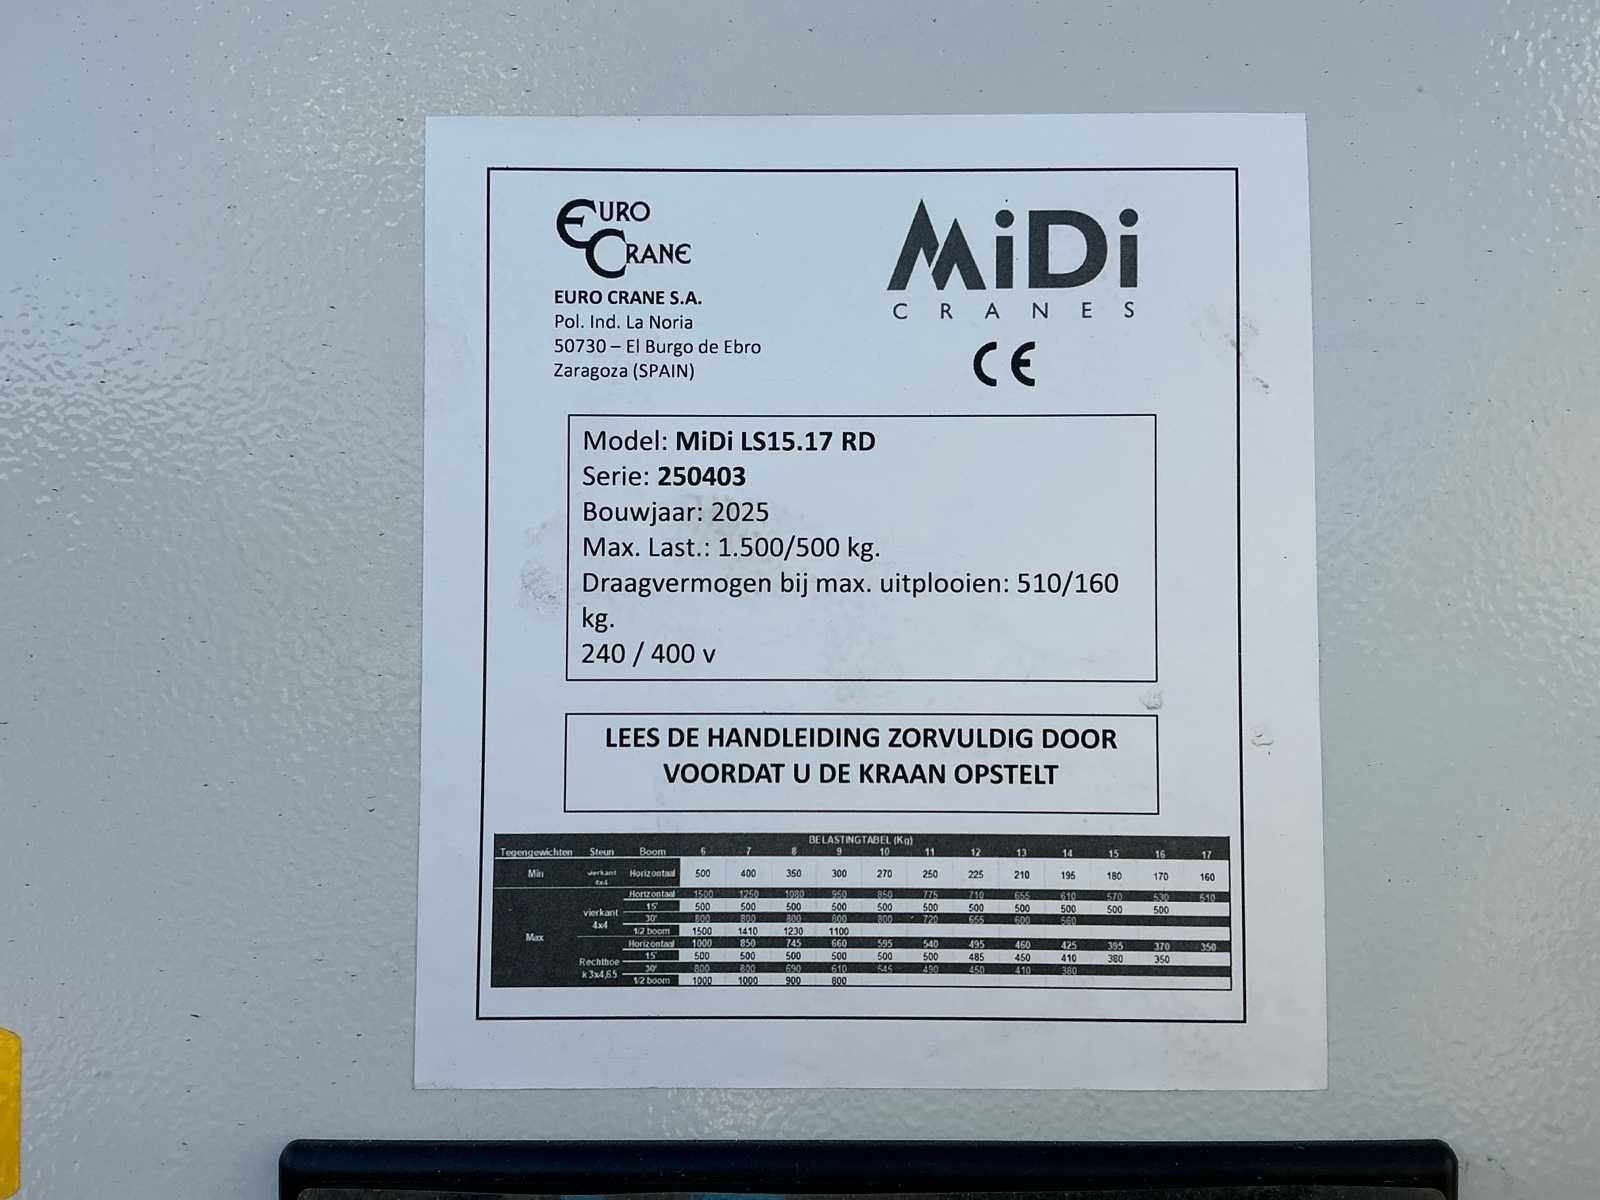 EURO
CRANE
EURO CRANE S.A.
Pol. Ind. La Noria
50730 – El Burgo de Ebro
Zaragoza (SPAIN)
MiDi
CRANES
CE
Model: MiDi LS15.17 RD
Serie: 250403
Bouwjaar: 2025
Max. Last.: 1.500/500 kg.
Draagvermogen bij max. uitplooien: 510/160
kg.
240 / 400 v
LEES DE HANDLEIDING ZORVULDIG DOOR
VOORDAT U DE KRAAN OPSTELT
BELASTINGTABEL (Kg)
Tegengewichten Steun Boom 6 7 8 9 10 11 12 13 14 15 16 17
Min vierkant 4x4 Horizontaal 500 400 350 300 270 250 225 210 195 180 170 160
Max vierkant 4x4 Horizontaal 1500 1250 1080 950 850 775 710 655 610 570 530 510
15' 500 500 500 500 500 500 500 500 500 500 500
30' 800 800 800 800 800 720 655 600 560
1/2 boom 1500 1410 1230 1100
Rechthoe k 3x4,65 Horizontaal 1000 850 745 660 595 540 495 460 425 395 370 350
15' 500 500 500 500 500 500 485 450 410 380 350
30' 800 800 690 610 545 490 450 410 380
1/2 boom 1000 1000 900 800